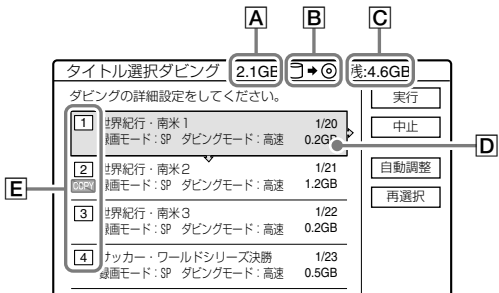 A B C
タイトル選択ダビング 2.1GB 残:4.6GB
ダビングの詳細設定をしてください。
実行
中止
自動調整
再選択
1 世界紀行・南米1 1/20
録画モード:SP ダビングモード:高速 0.2GB
D
2 世界紀行・南米2 1/21
COPY 録画モード:SP ダビングモード:高速 1.2GB
E
3 世界紀行・南米3 1/22
録画モード:SP ダビングモード:高速 0.2GB
4 サッカー・ワールドシリーズ決勝 1/23
録画モード:SP ダビングモード:高速 0.5GB